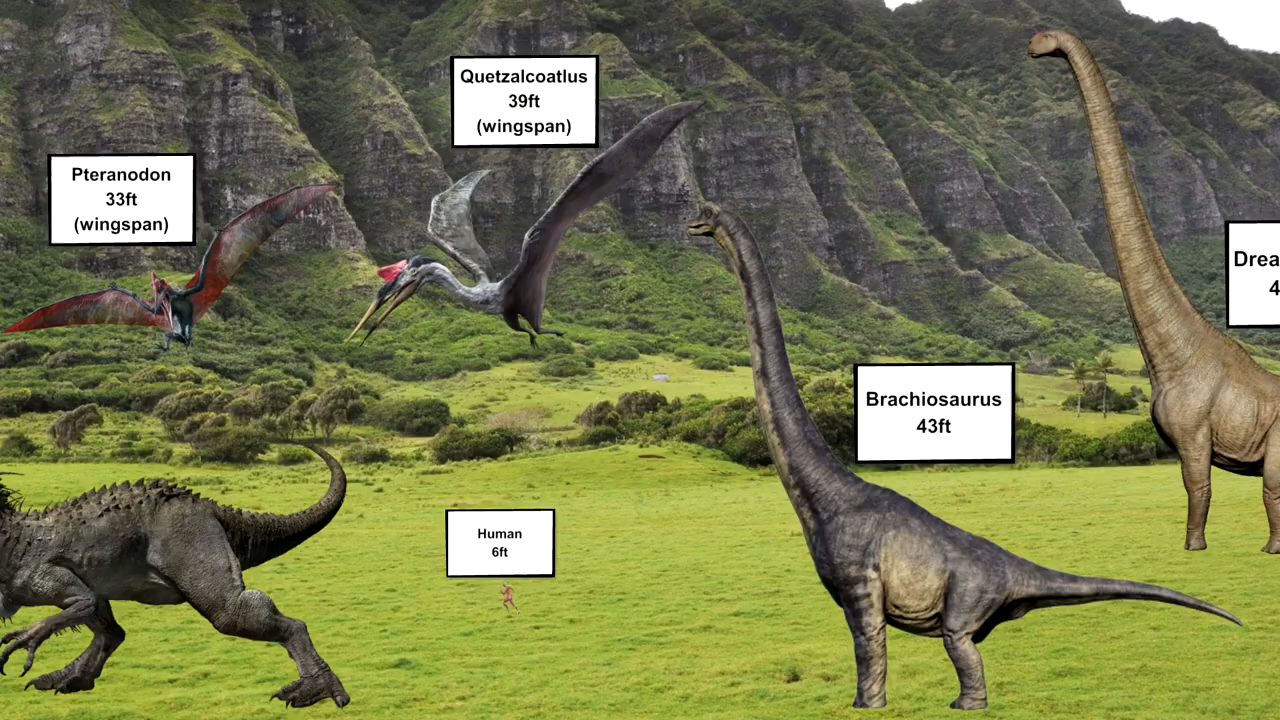 Quetzalcoatlus
39ft
(wingspan)
Pteranodon
33ft
(wingspan)
Brachiosaurus
43ft
Human
6ft